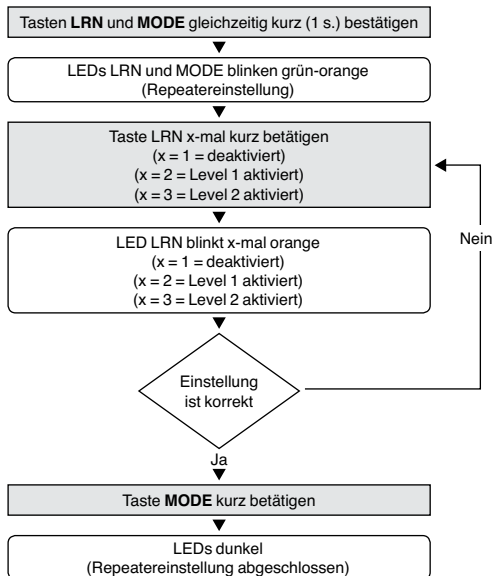 Tasten LRN und MODE gleichzeitig kurz (1 s.) bestätigen
LEDs LRN und MODE blinken grün-orange
(Repeatereinstellung)
Taste LRN x-mal kurz betätigen
(x = 1 = deaktiviert)
(x = 2 = Level 1 aktiviert)
(x = 3 = Level 2 aktiviert)
LED LRN blinkt x-mal orange
(x = 1 = deaktiviert)
(x = 2 = Level 1 aktiviert)
(x = 3 = Level 2 aktiviert)
Nein
Einstellung
ist korrekt
Ja
Taste MODE kurz betätigen
LEDs dunkel
(Repeatereinstellung abgeschlossen)